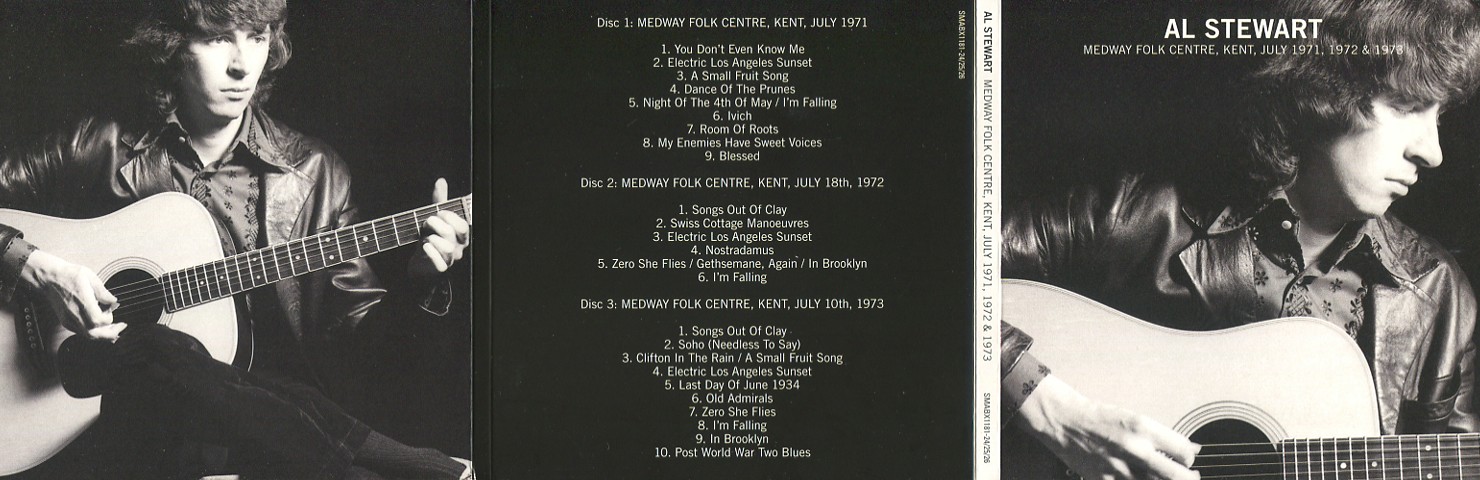 Disc 1: MEDWAY FOLK CENTRE, KENT, JULY 1971
1. You Don't Even Know Me
2. Electric Los Angeles Sunset
3. A Small Fruit Song
4. Dance Of The Prunes
5. Night Of The 4th Of May / I'm Falling
6. Ivich
7. Room Of Roots
8. My Enemies Have Sweet Voices
9. Blessed
Disc 2: MEDWAY FOLK CENTRE, KENT, JULY 18th, 1972
1. Songs Out Of Clay
2. Swiss Cottage Manoeuvres
3. Electric Los Angeles Sunset
4. Nostradamus
5. Zero She Flies / Gethsemane, Again / In Brooklyn
6. I'm Falling
Disc 3: MEDWAY FOLK CENTRE, KENT, JULY 10th, 1973
1. Songs Out Of Clay
2. Soho (Needless To Say)
3. Clifton In The Rain / A Small Fruit Song
4. Electric Los Angeles Sunset
5. Last Day Of June 1934
6. Old Admirals
7. Zero She Flies
8. I'm Falling
9. In Brooklyn
10. Post World War Two Blues
SMABX1181-24/25/26
AL STEWART MEDWAY FOLK CENTRE, KENT, JULY 1971, 1972 & 1973
SMABX1181-24/25/26
AL STEWART
MEDWAY FOLK CENTRE, KENT, JULY 1971, 1972 & 1973